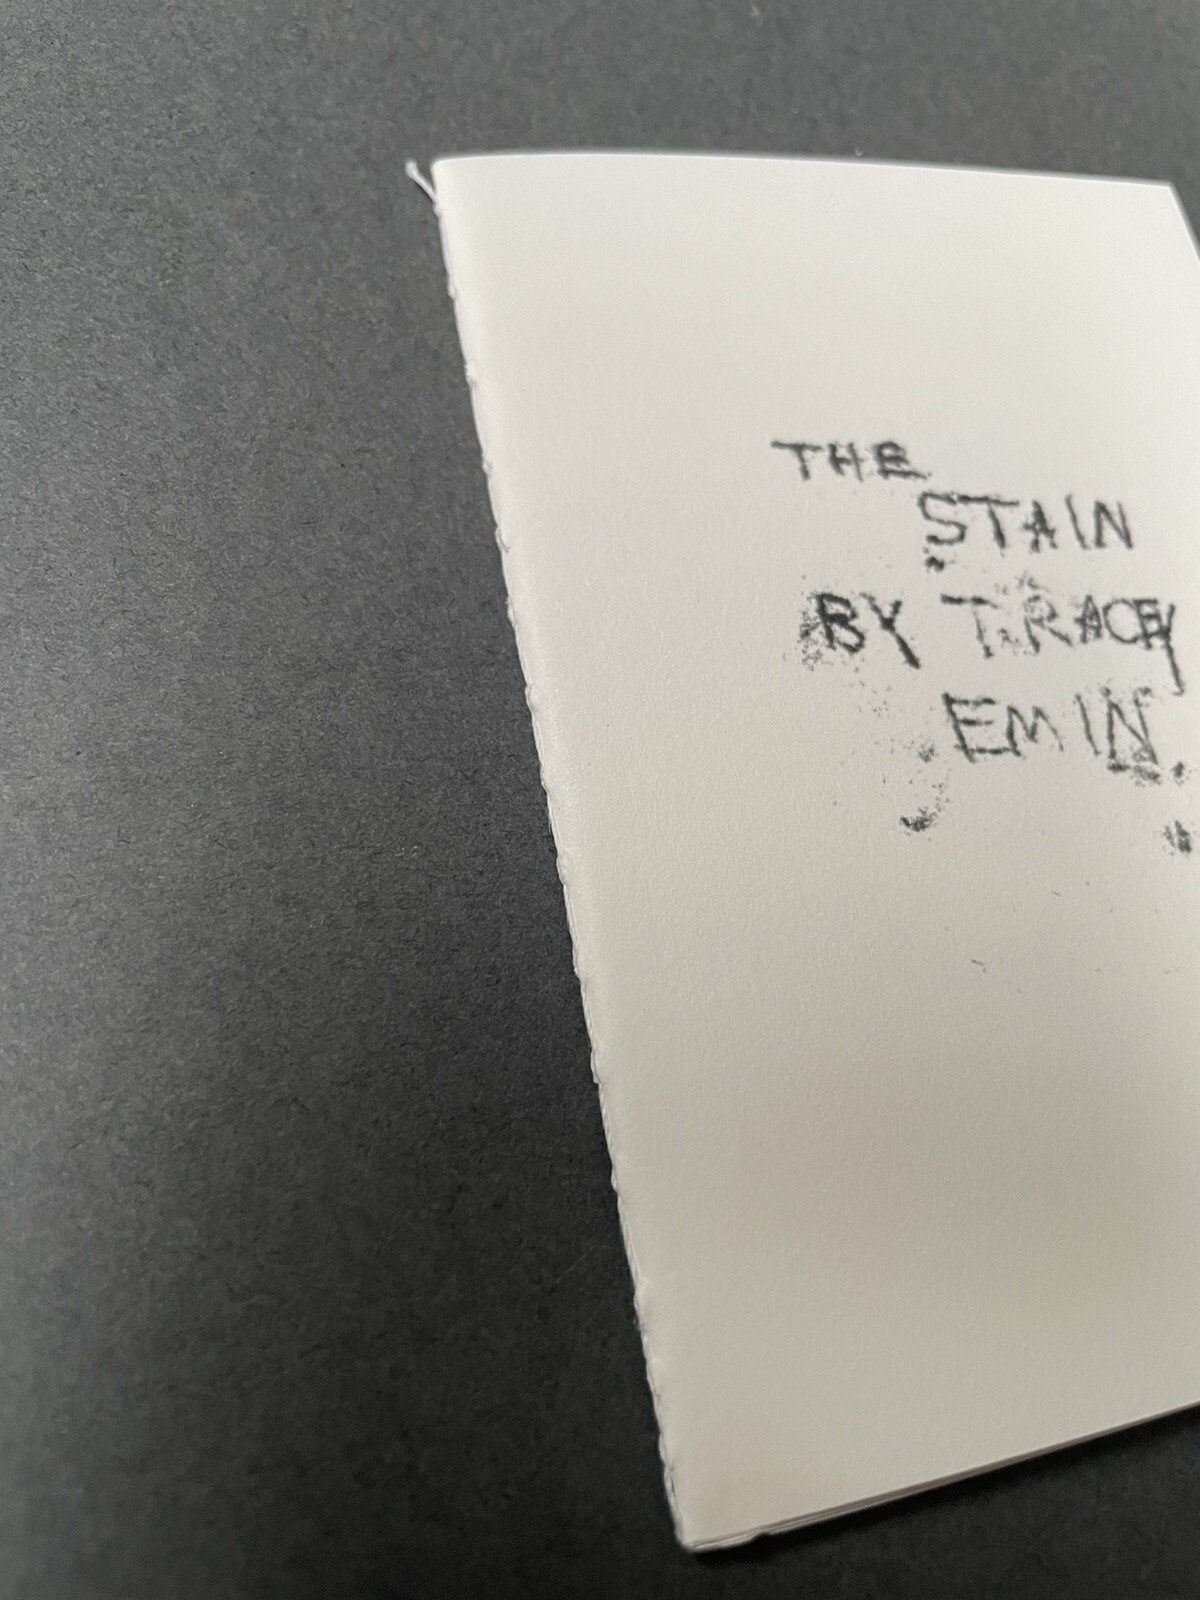 THE
STAIN
BY TRACEY
EMIN.